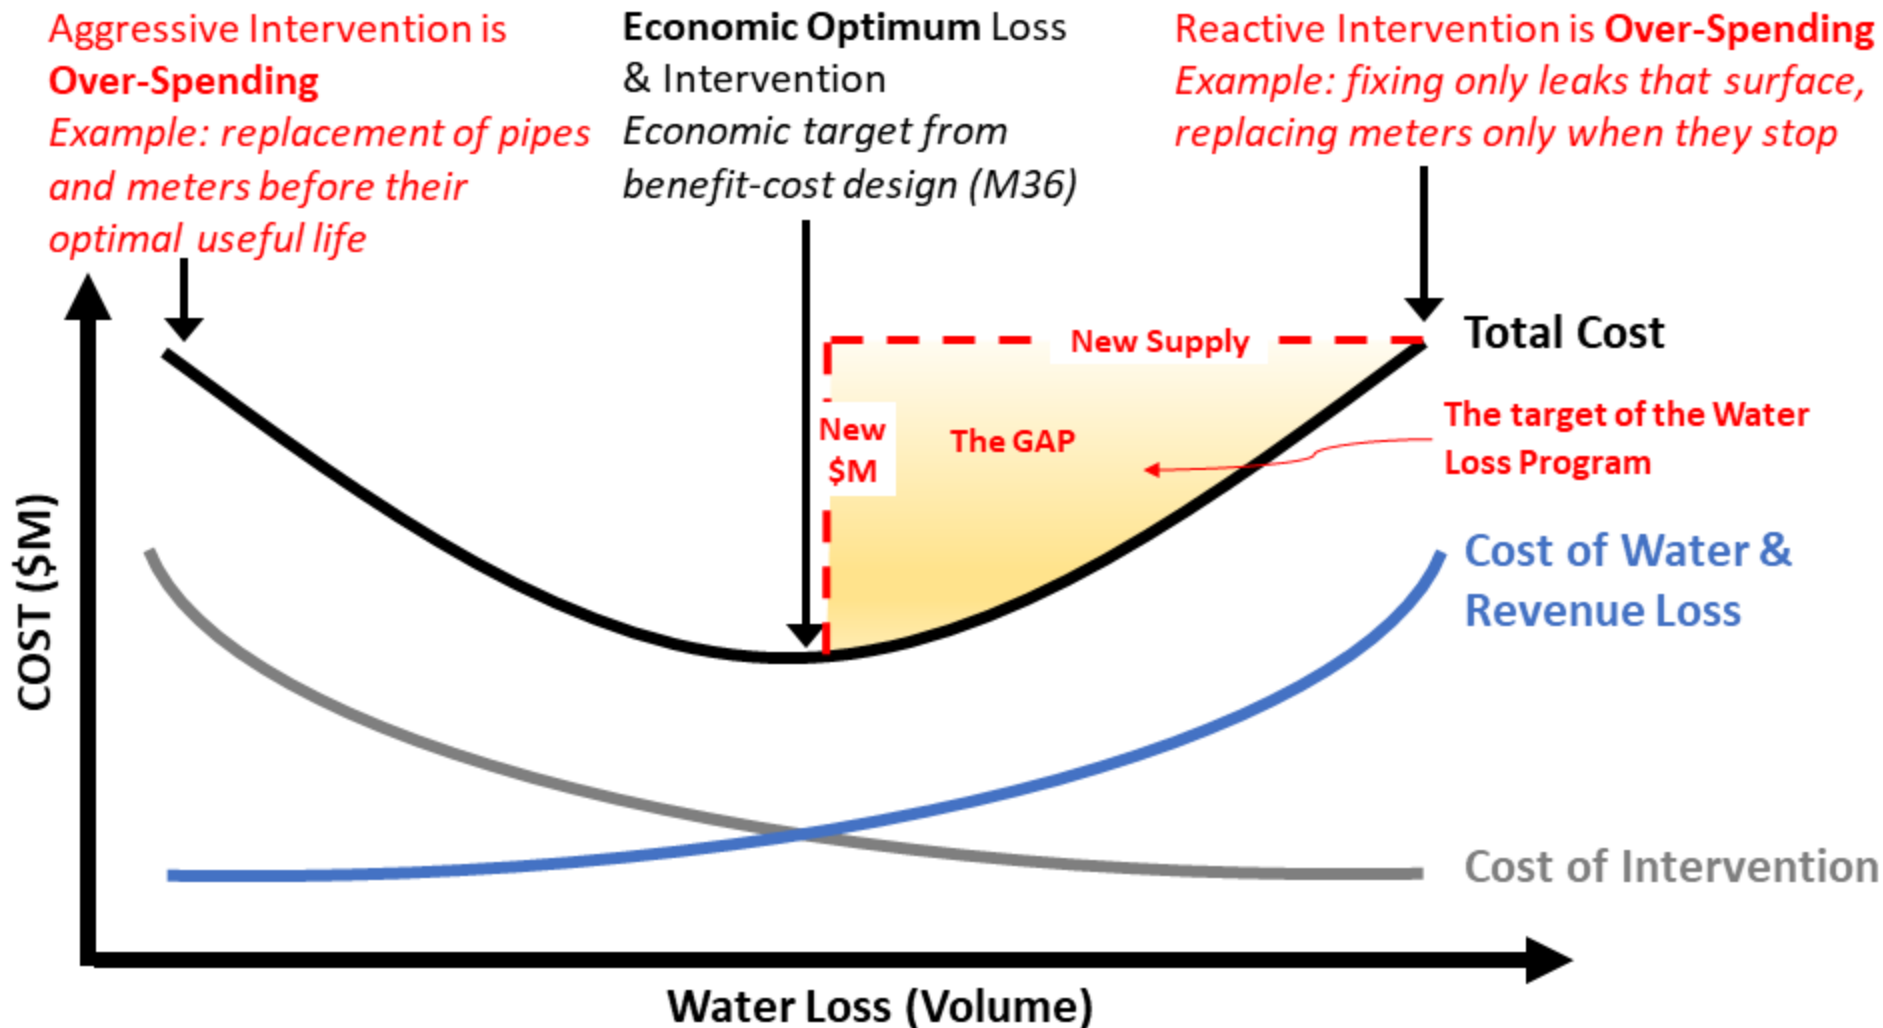 Aggressive Intervention is
Over-Spending
Example: replacement of pipes
and meters before their
optimal useful life
Economic Optimum Loss
& Intervention
Economic target from
benefit-cost design (M36)
Reactive Intervention is Over-Spending
Example: fixing only leaks that surface,
replacing meters only when they stop
Total Cost
New Supply
New
$M
The GAP
The target of the Water
Loss Program
Cost of Water &
Revenue Loss
Cost of Intervention
COST ($M)
Water Loss (Volume)